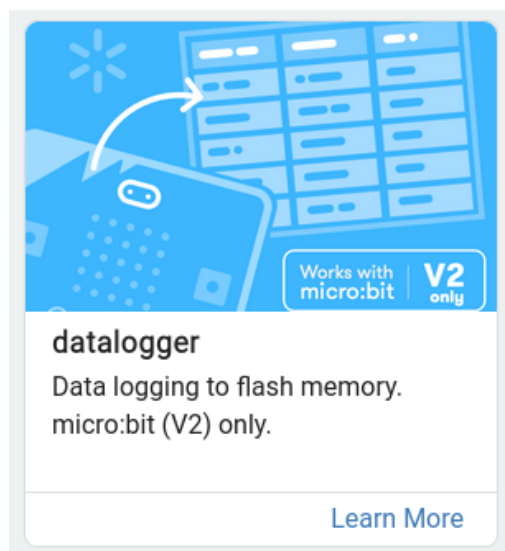 Works with
micro:bit
V2
only
datalogger
Data logging to flash memory.
micro:bit (V2) only.
Learn More